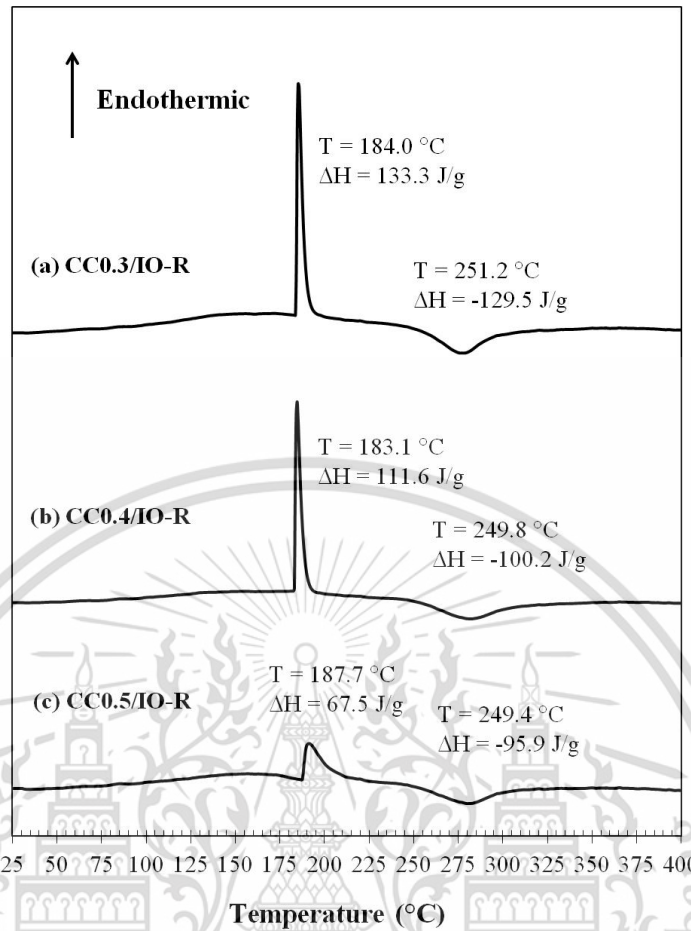 Endothermic
T = 184.0 °C
ΔH = 133.3 J/g
(a) CC0.3/IO-R
T = 251.2 °C
ΔH = -129.5 J/g
T = 183.1 °C
ΔH = 111.6 J/g
(b) CC0.4/IO-R
T = 249.8 °C
ΔH = -100.2 J/g
T = 187.7 °C
ΔH = 67.5 J/g
(c) CC0.5/IO-R
T = 249.4 °C
ΔH = -95.9 J/g
25 50 75 100 125 150 175 200 225 250 275 300 325 350 375 400
Temperature (°C)